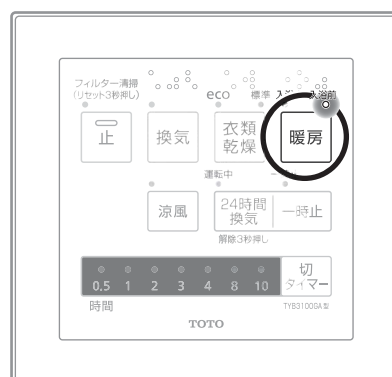 フィルター清掃
(リセット3秒押し)
eco 標準 入浴前
止
換気
衣類
乾燥
暖房
運転中
涼風
24時間
換気
一時止
解除3秒押し
0.5 1 2 3 4 8 10
切
タイマー
時間
TYB3100GA型
TOTO